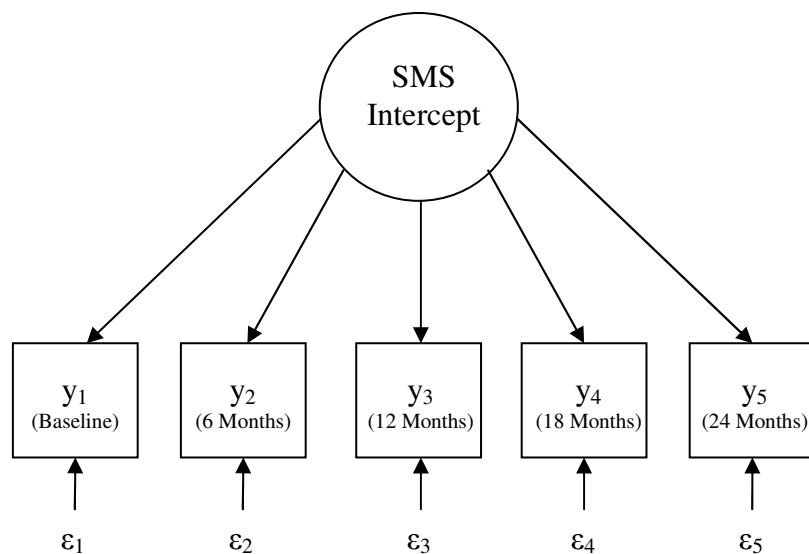 SMS
Intercept
y₁ y₂ y₃ y₄ y₅
(Baseline) (6 Months) (12 Months) (18 Months) (24 Months)
ε₁ ε₂ ε₃ ε₄ ε₅